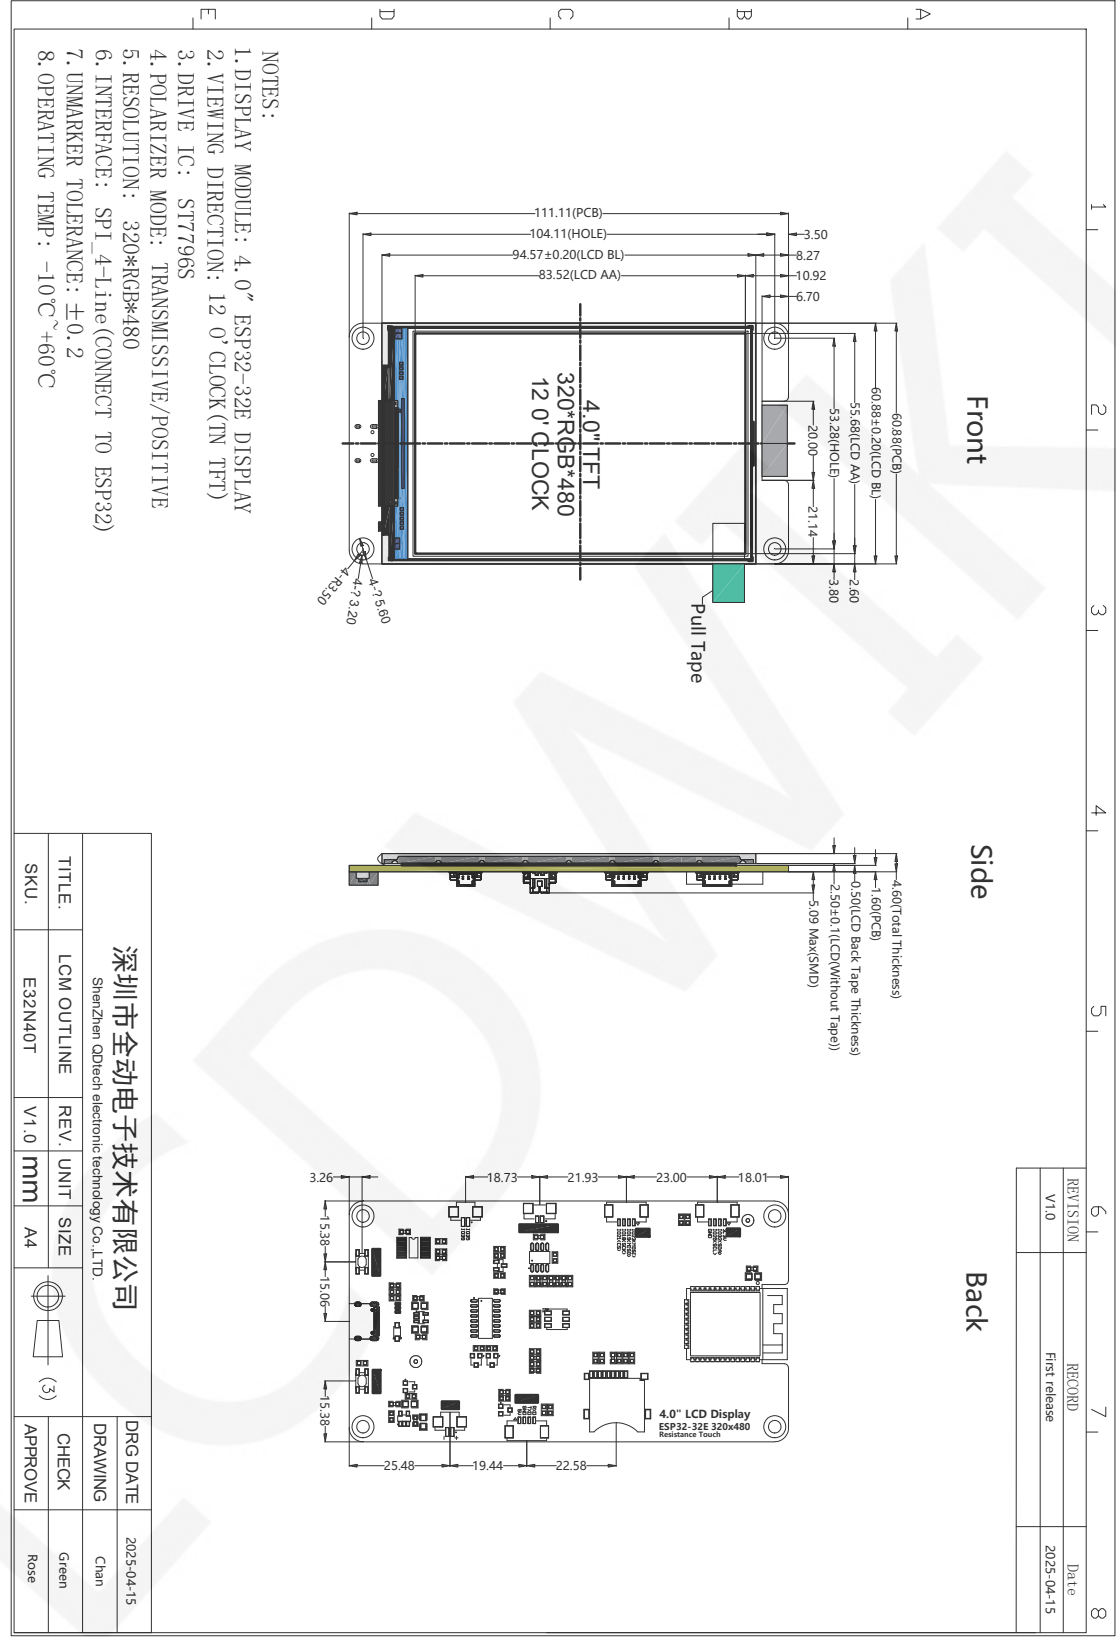 1
2
3
4
5
6
7
8
A
B
C
D
E
REVISION
RECORD
Date
V1.0
First release
2025-04-15
Front
Side
Back
111.11(PCB)
104.11(HOLE)
3.50
94.57±0.20(LCD BL)
8.27
83.52(LCD AA)
10.92
6.70
60.88(PCB)
60.88±0.20(LCD BL)
55.68(LCD AA)
2.60
53.28(HOLE)
3.80
20.00
21.14
4.0" TFT
320*RGB*480
12 0' CLOCK
Pull Tape
4-? 5.60
4-? 3.20
4-R3.50
4.60(Total Thickness)
1.60(PCB)
0.50(LCD Back Tape Thickness)
2.50±0.1(LCD(Without Tape))
5.09 Max(SMD)
3.26
18.73
21.93
23.00
18.01
15.38
15.06
15.38
25.48
19.44
22.58
4.0" LCD Display
ESP32-32E 320x480
Resistance Touch
NOTES:
1.DISPLAY MODULE: 4.0″ ESP32-32E DISPLAY
2.VIEWING DIRECTION: 12 O'CLOCK(TN TFT)
3.DRIVE IC: ST7796S
4.POLARIZER MODE: TRANSMISSIVE/POSITIVE
5.RESOLUTION: 320*RGB*480
6.INTERFACE: SPI_4-Line(CONNECT TO ESP32)
7.UNMARKER TOLERANCE: ±0.2
8.OPERATING TEMP: -10℃~+60℃
深圳市全动电子技术有限公司
ShenZhen QDtech electronic technology Co.,LTD.
TITLE.
LCM OUTLINE
REV.
UNIT
SIZE
SKU.
E32N40T
V1.0
mm
A4
(3)
DRG DATE
2025-04-15
DRAWING
Chan
CHECK
Green
APPROVE
Rose
LCDWIKI